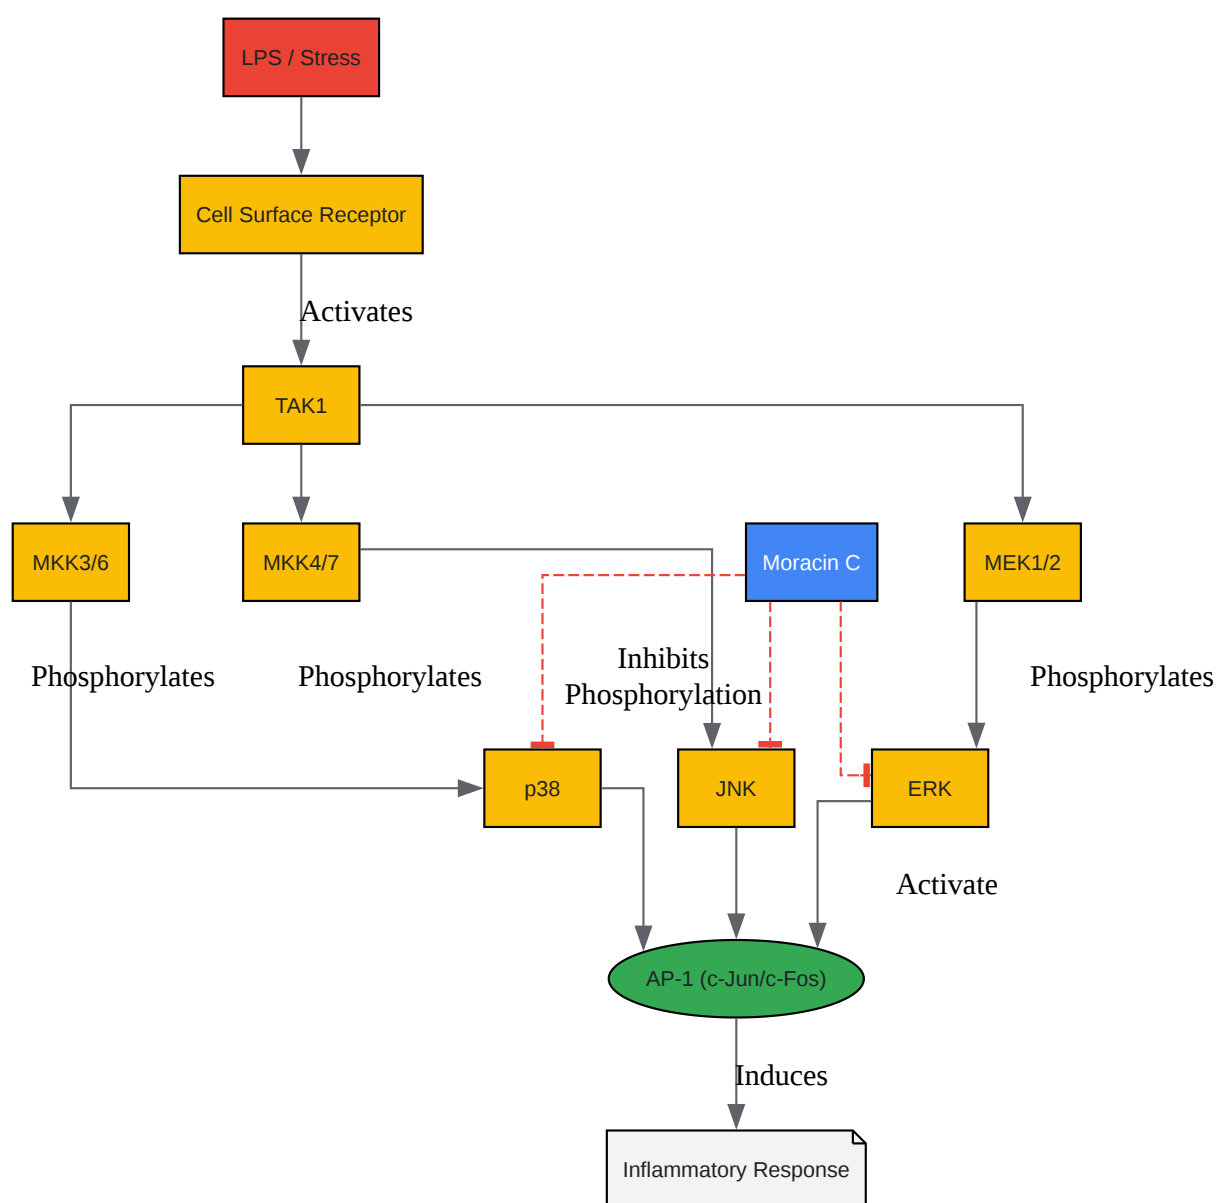 LPS / Stress
Cell Surface Receptor
Activates
TAK1
MKK3/6
MKK4/7
Moracin C
MEK1/2
Phosphorylates
Phosphorylates
Inhibits
Phosphorylation
Phosphorylates
p38
JNK
ERK
Activate
AP-1 (c-Jun/c-Fos)
Induces
Inflammatory Response